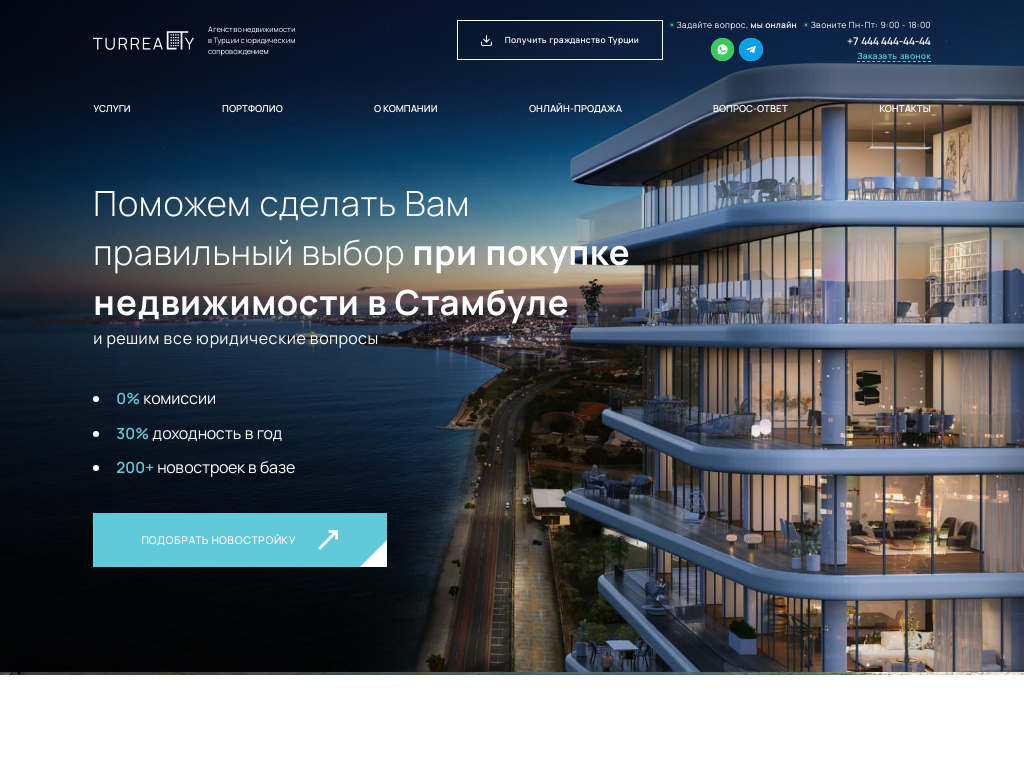 TURREALTY
Агенство недвижимости
в Турции с юридическим
сопровождением
Получить гражданство Турции
Задайте вопрос, мы онлайн
Звоните Пн-Пт: 9:00 - 18:00
+7 444 444-44-44
Заказать звонок
УСЛУГИ
ПОРТФОЛИО
О КОМПАНИИ
ОНЛАЙН-ПРОДАЖА
ВОПРОС-ОТВЕТ
КОНТАКТЫ
Поможем сделать Вам
правильный выбор при покупке
недвижимости в Стамбуле
и решим все юридические вопросы
0% комиссии
30% доходность в год
200+ новостроек в базе
ПОДОБРАТЬ НОВОСТРОЙКУ